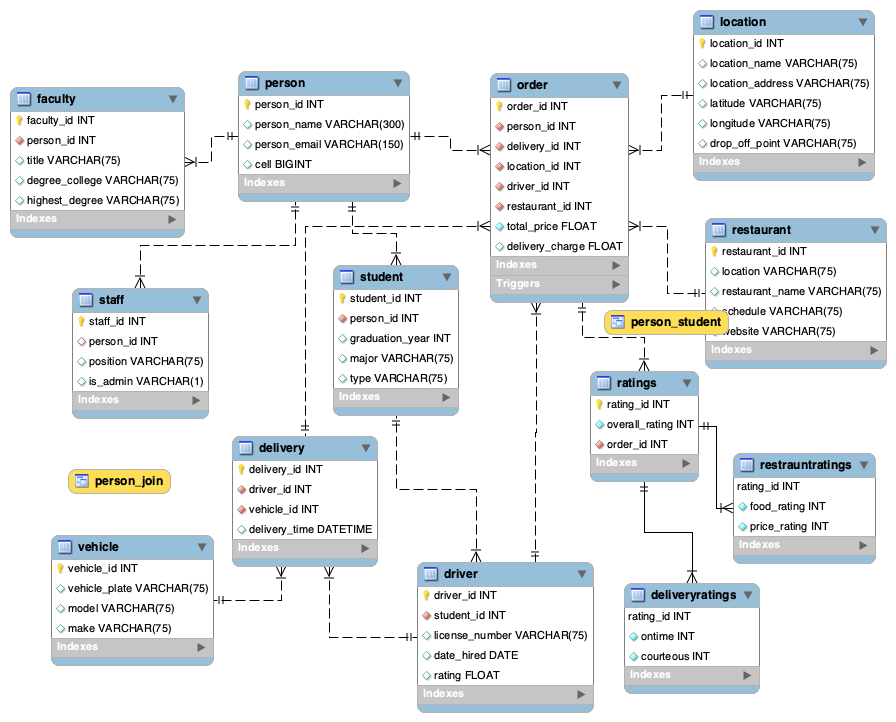 location
location_id INT
location_name VARCHAR(75)
location_address VARCHAR(75)
latitude VARCHAR(75)
longitude VARCHAR(75)
drop_off_point VARCHAR(75)
Indexes
person
person_id INT
person_name VARCHAR(300)
person_email VARCHAR(150)
cell BIGINT
Indexes
order
order_id INT
person_id INT
delivery_id INT
location_id INT
driver_id INT
restaurant_id INT
total_price FLOAT
delivery_charge FLOAT
Indexes
Triggers
faculty
faculty_id INT
person_id INT
title VARCHAR(75)
degree_college VARCHAR(75)
highest_degree VARCHAR(75)
Indexes
restaurant
restaurant_id INT
location VARCHAR(75)
restaurant_name VARCHAR(75)
schedule VARCHAR(75)
website VARCHAR(75)
Indexes
student
student_id INT
person_id INT
graduation_year INT
major VARCHAR(75)
type VARCHAR(75)
Indexes
staff
staff_id INT
person_id INT
position VARCHAR(75)
is_admin VARCHAR(1)
Indexes
person_student
ratings
rating_id INT
overall_rating INT
order_id INT
Indexes
delivery
delivery_id INT
driver_id INT
vehicle_id INT
delivery_time DATETIME
Indexes
restrauntratings
rating_id INT
food_rating INT
price_rating INT
Indexes
person_join
vehicle
vehicle_id INT
vehicle_plate VARCHAR(75)
model VARCHAR(75)
make VARCHAR(75)
Indexes
driver
driver_id INT
student_id INT
license_number VARCHAR(75)
date_hired DATE
rating FLOAT
Indexes
deliveryratings
rating_id INT
ontime INT
courteous INT
Indexes